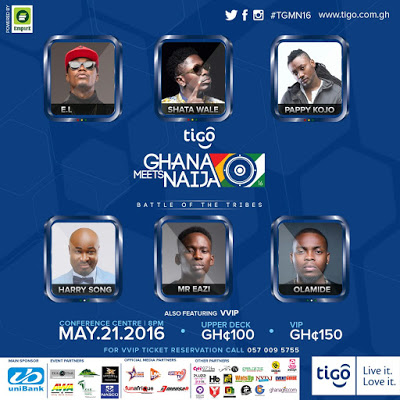 POWERED BY
#TGMN16 www.tigo.com.gh
E.L SHATA WALE PAPPY KOJO
tigo
GHANA
MEETS
NAIJA
16
BATTLE OF THE TRIBES
HARRY SONG MR EAZI OLAMIDE
ALSO FEATURING VVIP
CONFERENCE CENTRE | 8PM UPPER DECK VIP
MAY.21.2016 • GH¢100 • GH¢150
FOR VVIP TICKET RESERVATION CALL 057 009 5755
MAIN SPONSOR EVENT PARTNERS OFFICIAL MEDIA PARTNERS OTHER PARTNERS
uniBank
NASCO
tigo
Live it.
Love it.